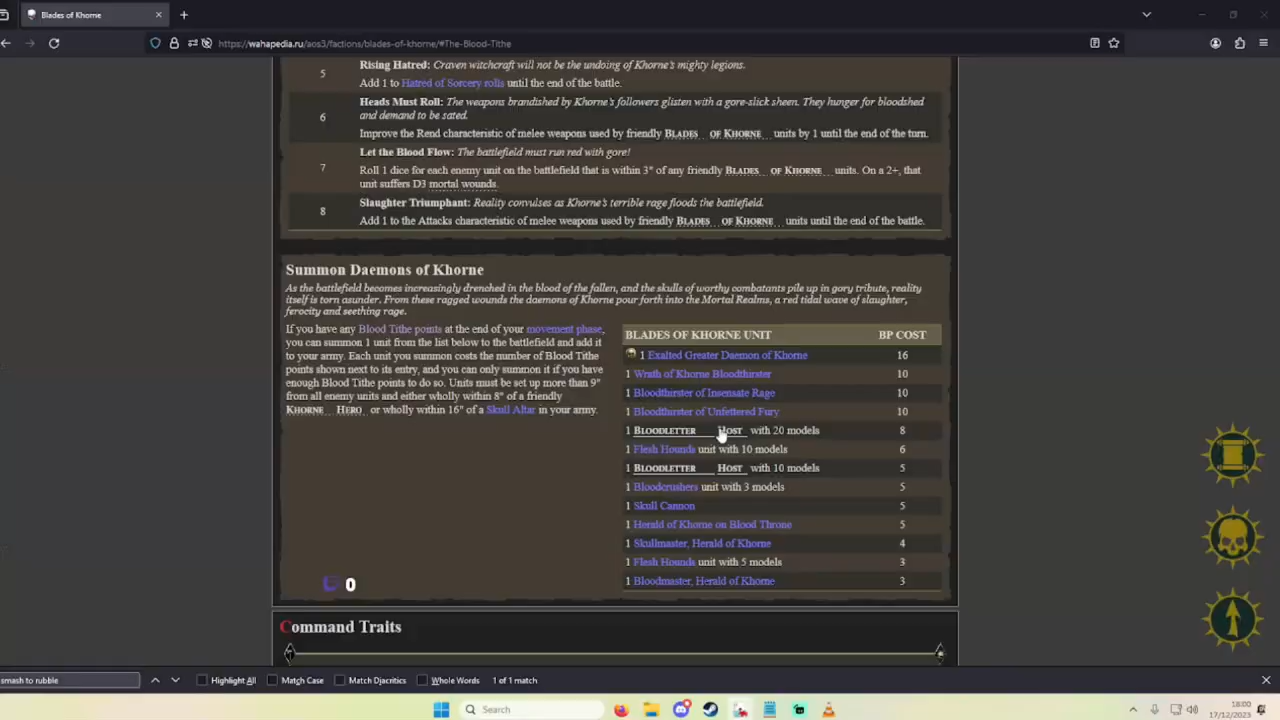 Blades of Khorne
https://wahapedia.ru/aos3/factions/blades-of-khorne/#The-Blood-Tithe
5
Rising Hatred: Craven witchcraft will not be the undoing of Khorne's mighty legions.
Add 1 to Hatred of Sorcery rolls until the end of the battle.
6
Heads Must Roll: The weapons brandished by Khorne's followers glisten with a gore-slick sheen. They hunger for bloodshed
and demand to be sated.
Improve the Rend characteristic of melee weapons used by friendly BLADES OF KHORNE units by 1 until the end of the turn.
7
Let the Blood Flow: The battlefield must run red with gore!
Roll 1 dice for each enemy unit on the battlefield that is within 3" of any friendly BLADES OF KHORNE units. On a 2+, that
unit suffers D3 mortal wounds.
8
Slaughter Triumphant: Reality convulses as Khorne's terrible rage floods the battlefield.
Add 1 to the Attacks characteristic of melee weapons used by friendly BLADES OF KHORNE units until the end of the battle.
Summon Daemons of Khorne
As the battlefield becomes increasingly drenched in the blood of the fallen, and the skulls of worthy combatants pile up in gory tribute, reality
itself is torn asunder. From these ragged wounds the daemons of Khorne pour forth into the Mortal Realms, a red tidal wave of slaughter,
ferocity and seething rage.
If you have any Blood Tithe points at the end of your movement phase,
you can summon 1 unit from the list below to the battlefield and add it
to your army. Each unit you summon costs the number of Blood Tithe
points shown next to its entry, and you can only summon it if you have
enough Blood Tithe points to do so. Units must be set up more than 9"
from all enemy units and either wholly within 8" of a friendly
KHORNE HERO or wholly within 16" of a Skull Altar in your army.
BLADES OF KHORNE UNIT BP COST
1 Exalted Greater Daemon of Khorne 16
1 Wrath of Khorne Bloodthirster 10
1 Bloodthirster of Insensate Rage 10
1 Bloodthirster of Unfettered Fury 10
1 BLOODLETTER HOST with 20 models 8
1 Flesh Hounds unit with 10 models 6
1 BLOODLETTER HOST with 10 models 5
1 Bloodcrushers unit with 3 models 5
1 Skull Cannon 5
1 Herald of Khorne on Blood Throne 5
1 Skullmaster, Herald of Khorne 4
1 Flesh Hounds unit with 5 models 3
1 Bloodmaster, Herald of Khorne 3
0
Command Traits
smash to rubble
Highlight All Match Case Match Diacritics Whole Words 1 of 1 match
Search
18:00
17/12/2023